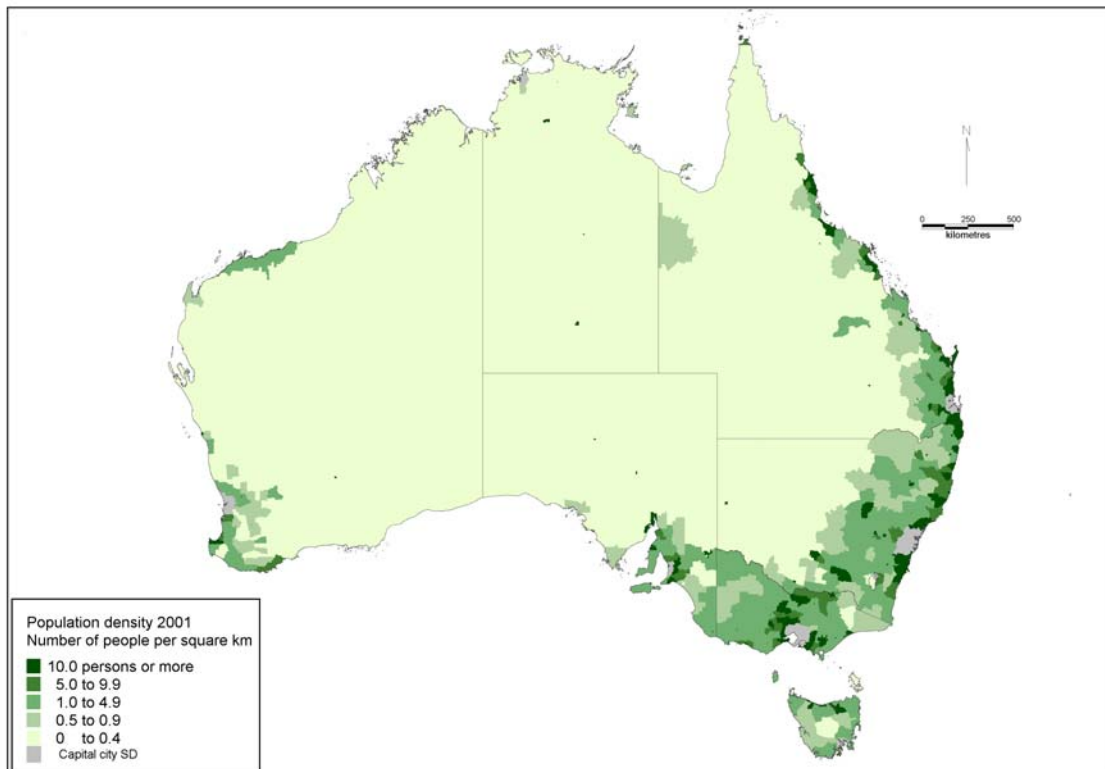 N
0 250 500
kilometres
Population density 2001
Number of people per square km
10.0 persons or more
5.0 to 9.9
1.0 to 4.9
0.5 to 0.9
0 to 0.4
Capital city SD